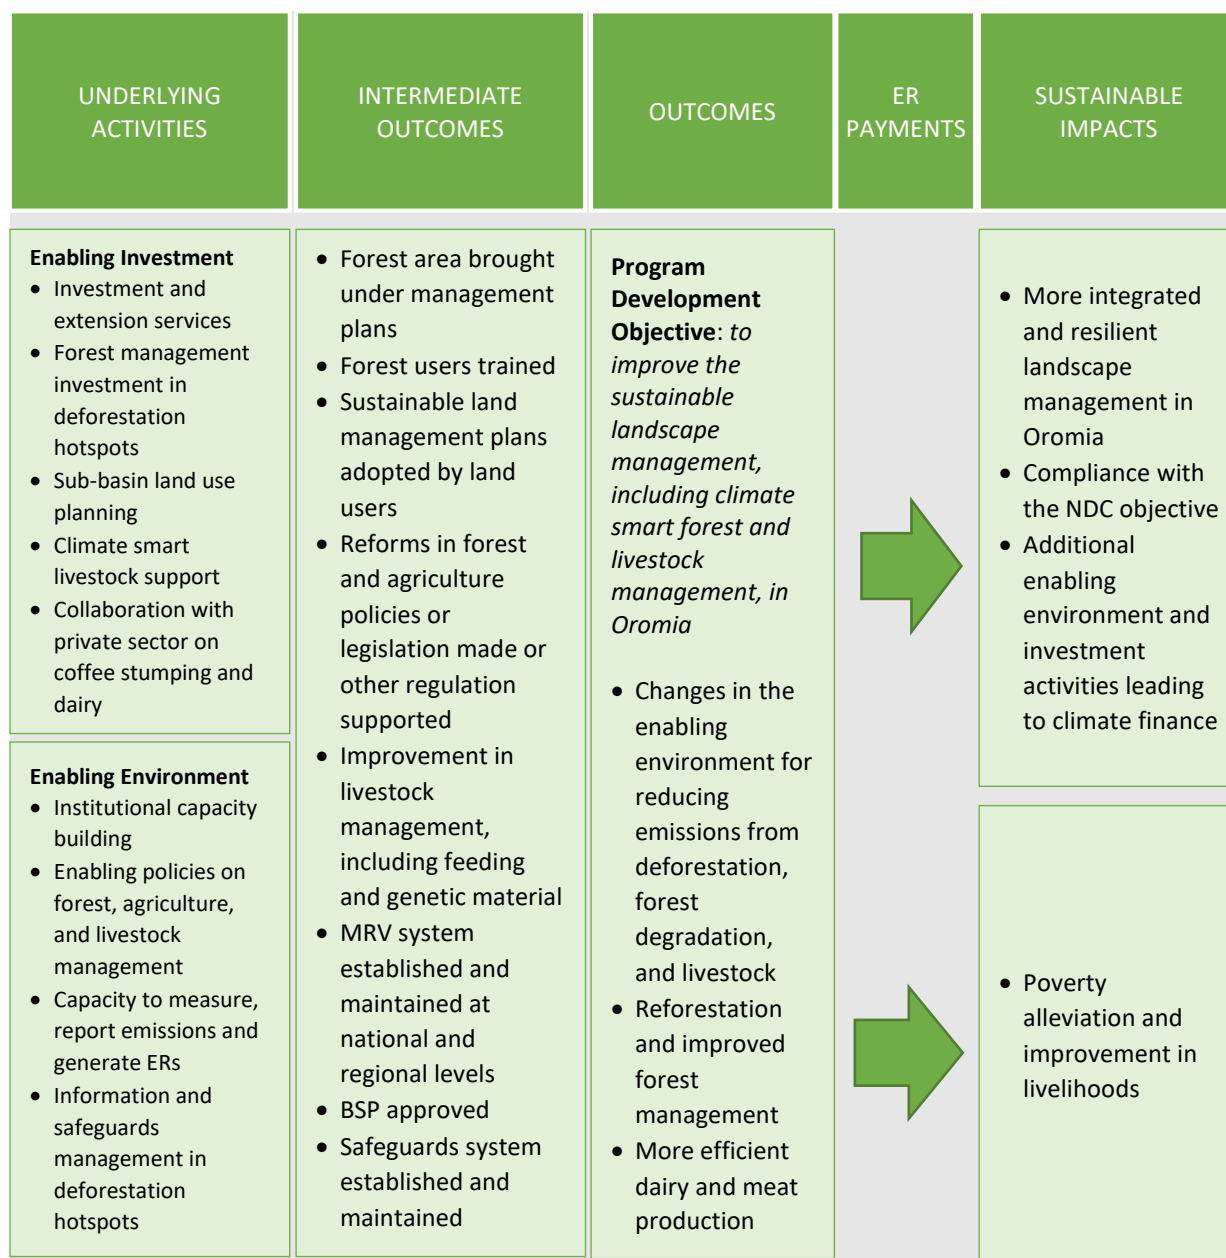 UNDERLYING
ACTIVITIES
INTERMEDIATE
OUTCOMES
OUTCOMES
ER
PAYMENTS
SUSTAINABLE
IMPACTS
Enabling Investment
• Investment and
extension services
• Forest management
investment in
deforestation
hotspots
• Sub-basin land use
planning
• Climate smart
livestock support
• Collaboration with
private sector on
coffee stumping and
dairy
Enabling Environment
• Institutional capacity
building
• Enabling policies on
forest, agriculture,
and livestock
management
• Capacity to measure,
report emissions and
generate ERs
• Information and
safeguards
management in
deforestation
hotspots
• Forest area brought
under management
plans
• Forest users trained
• Sustainable land
management plans
adopted by land
users
• Reforms in forest
and agriculture
policies or
legislation made or
other regulation
supported
• Improvement in
livestock
management,
including feeding
and genetic material
• MRV system
established and
maintained at
national and
regional levels
• BSP approved
• Safeguards system
established and
maintained
Program
Development
Objective: to
improve the
sustainable
landscape
management,
including climate
smart forest and
livestock
management, in
Oromia
• Changes in the
enabling
environment for
reducing
emissions from
deforestation,
forest
degradation,
and livestock
• Reforestation
and improved
forest
management
• More efficient
dairy and meat
production
• More integrated
and resilient
landscape
management in
Oromia
• Compliance with
the NDC objective
• Additional
enabling
environment and
investment
activities leading
to climate finance
• Poverty
alleviation and
improvement in
livelihoods